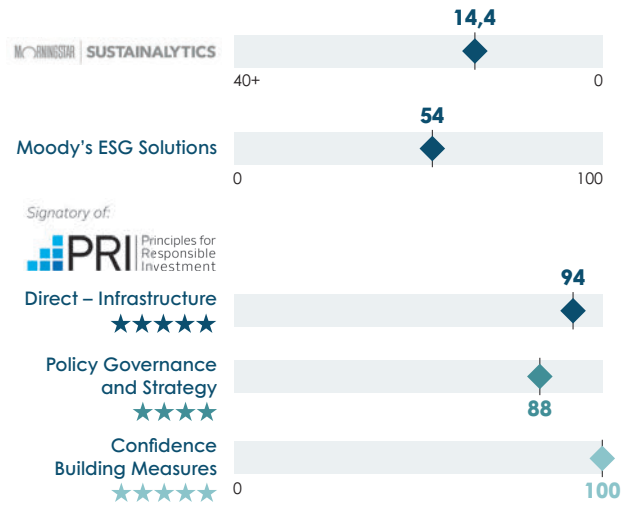 14,4
MORNINGSTAR | SUSTAINALYTICS
40+ 0
54
Moody's ESG Solutions
0 100
Signatory of:
PRI | Principles for
Responsible
Investment
94
Direct – Infrastructure
★★★★★
Policy Governance
and Strategy
★★★★
88
Confidence
Building Measures
★★★★★
0 100